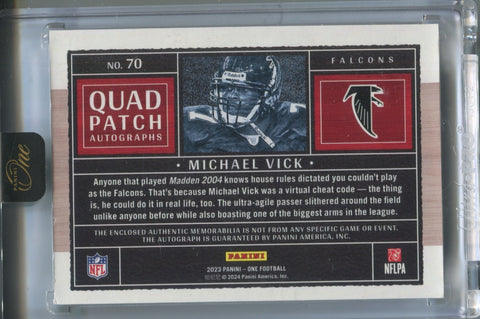 NO. 70
FALCONS
QUAD
PATCH
AUTOGRAPHS
Riddell
PANINI
One
• MICHAEL VICK •
Anyone that played Madden 2004 knows house rules dictated you couldn't play
as the Falcons. That's because Michael Vick was a virtual cheat code — the thing
is, he could do it in real life, too. The ultra-agile passer slithered around the field
unlike anyone before while also boasting one of the biggest arms in the league.
THE ENCLOSED AUTHENTIC MEMORABILIA IS NOT FROM ANY SPECIFIC GAME OR EVENT.
THE AUTOGRAPH IS GUARANTEED BY PANINI AMERICA, INC.
NFL
PANINI
NFLPA
2023 PANINI – ONE FOOTBALL
© 2024 Panini America, Inc.